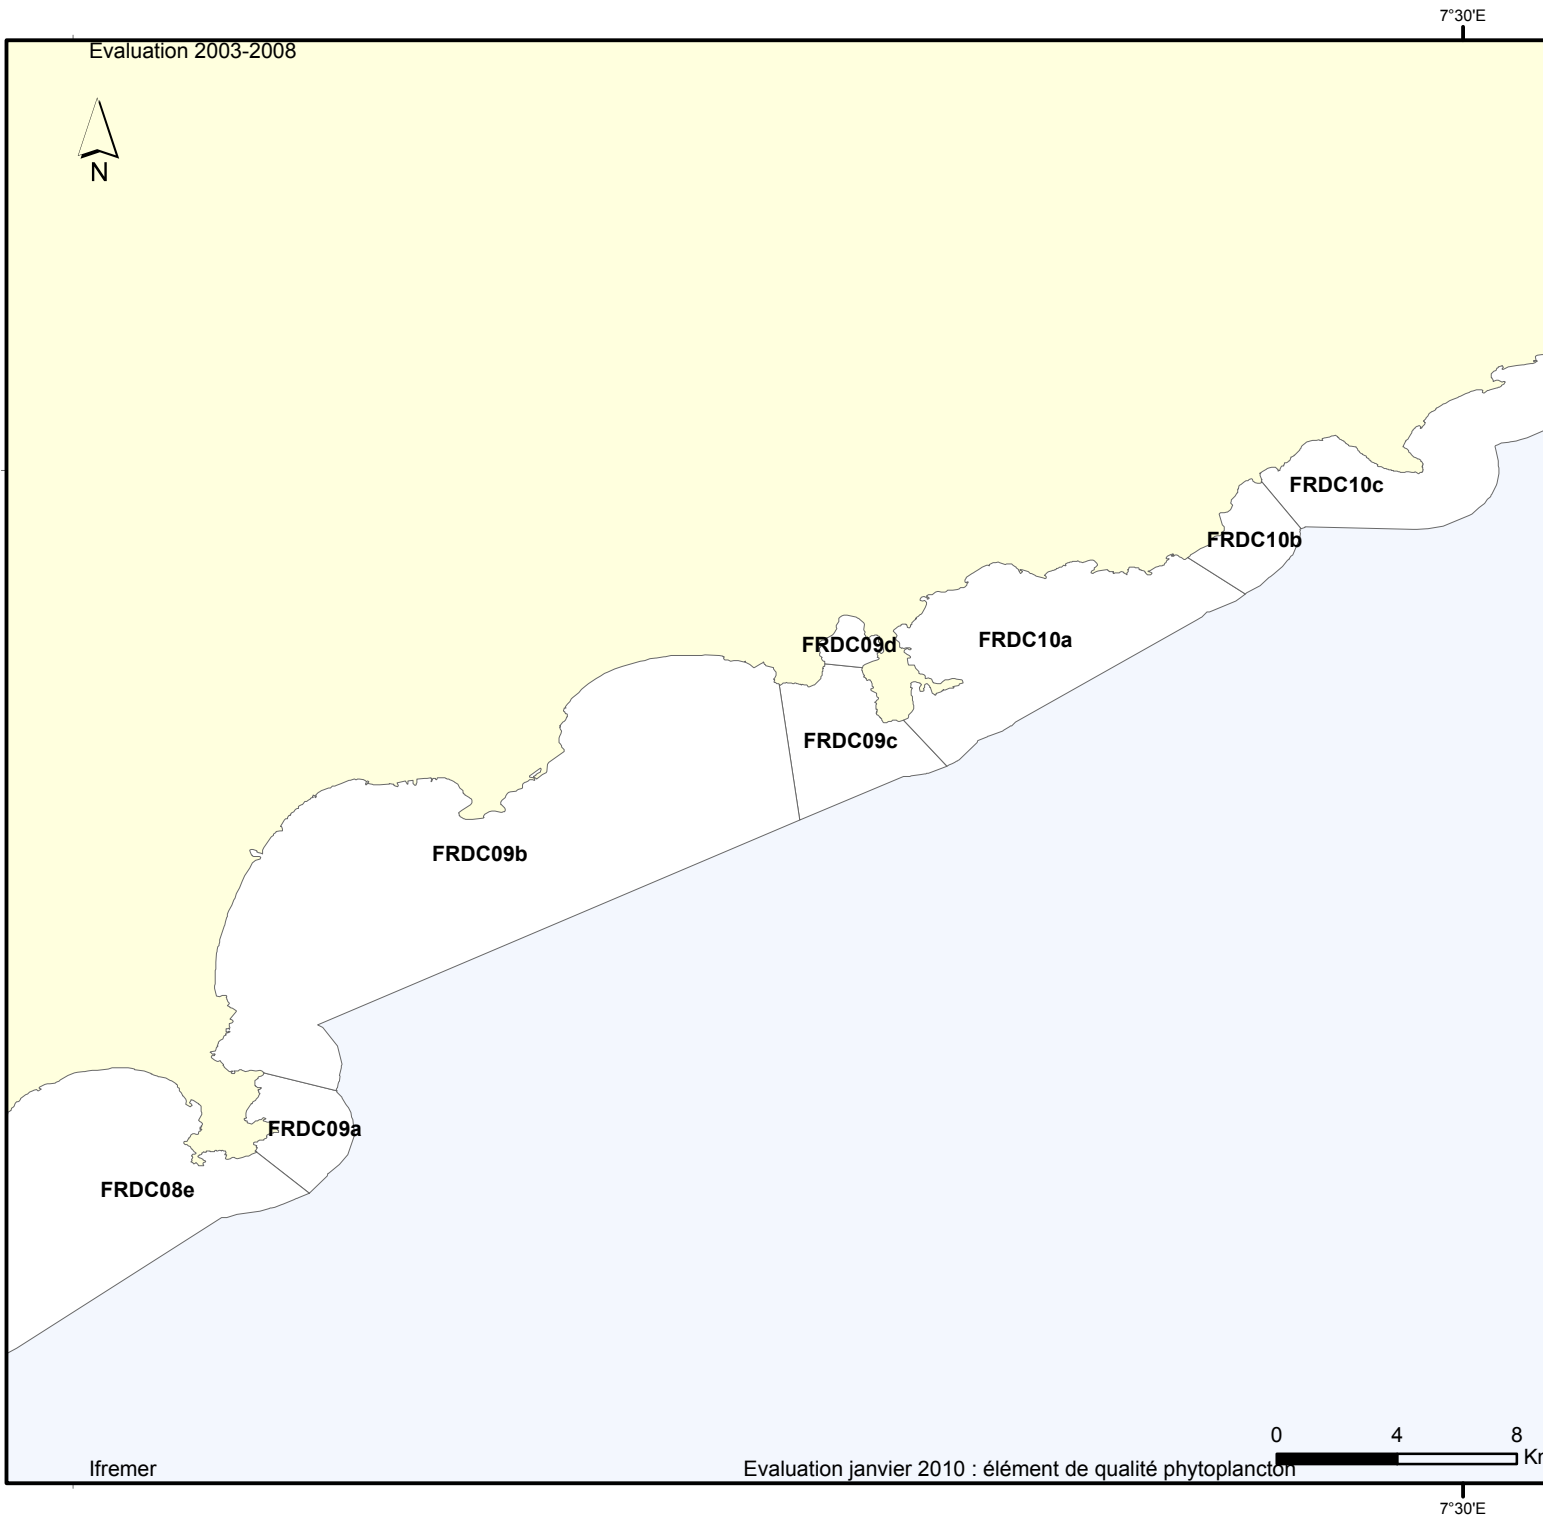 7°30'E
Evaluation 2003-2008
N
FRDC10c
FRDC10b
FRDC09d
FRDC10a
FRDC09c
FRDC09b
FRDC09a
FRDC08e
0 4 8
Ifremer
Evaluation janvier 2010 : élément de qualité phytoplancton
7°30'E